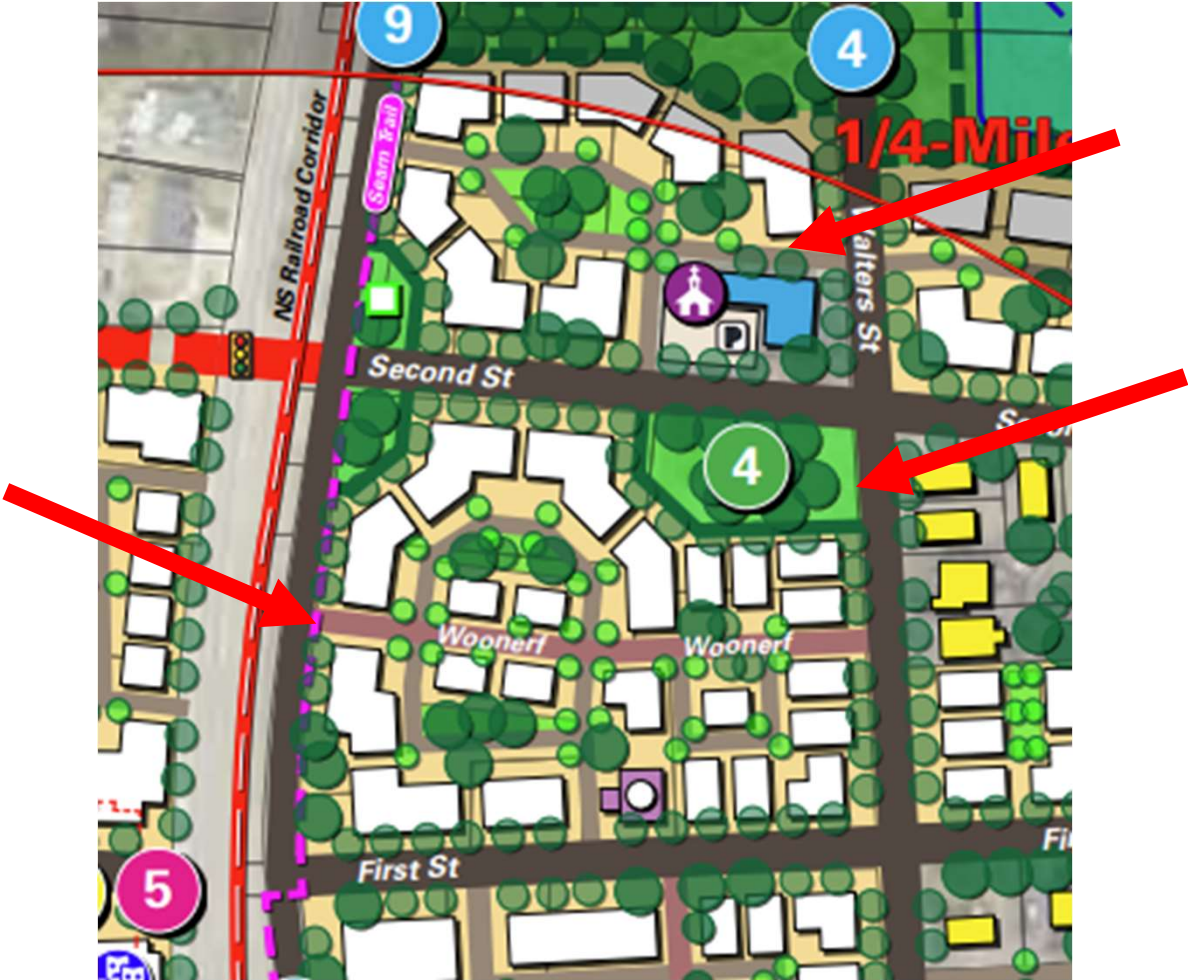 9
4
Seam Trail
1/4-Mile
NS Railroad Corridor
Walters St
P
Second St
4
Woonerf
Woonerf
First St
5